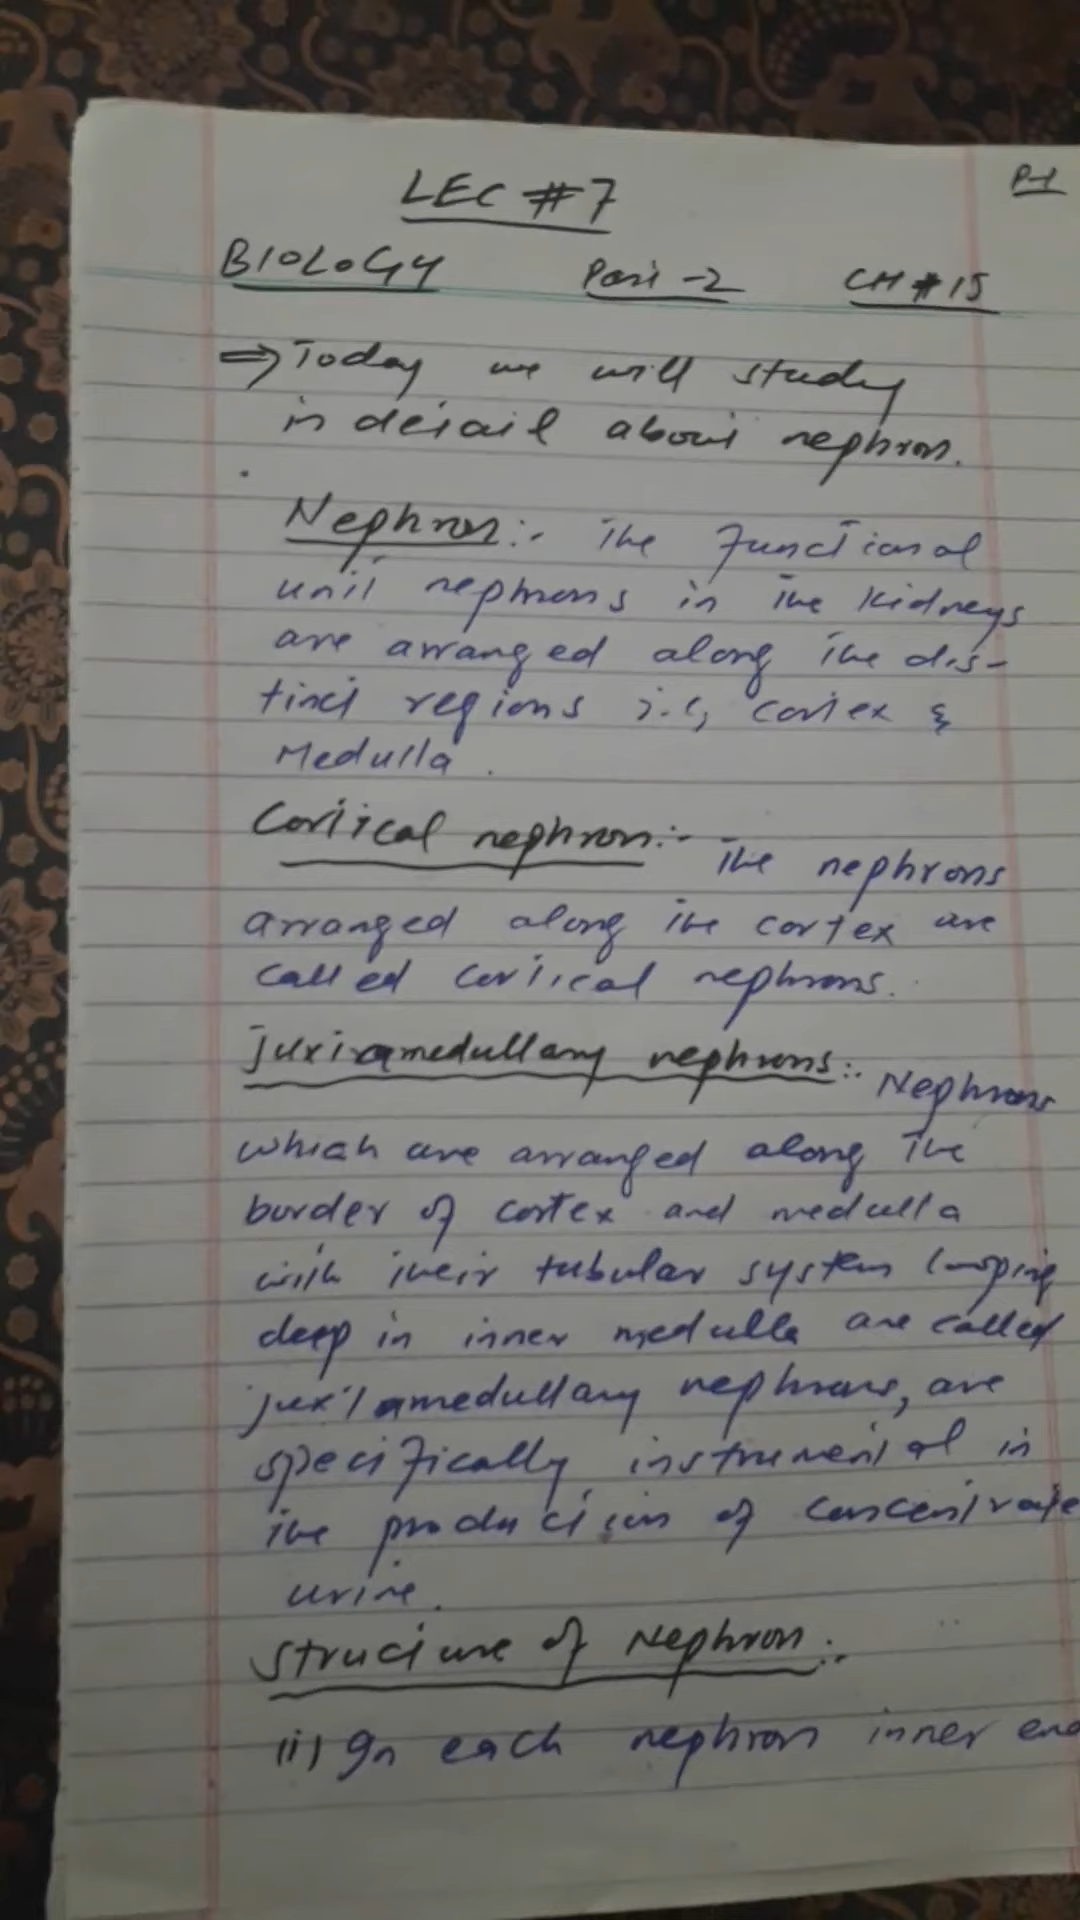 LEC #7
P-1
BIOLOGY Part -2 CH # 15
⇒ Today we will study
in detail about nephron.
Nephron:- The functional
unit nephrons in the kidneys
are arranged along the dis-
tinct regions i.e, cortex &
Medulla.
Cortical nephron:- The nephrons
arranged along the cortex are
called cortical nephrons.
juxtamedullary nephrons:- Nephrons
which are arranged along the
border of cortex and medulla
with their tubular system looping
deep in inner medulla are called
juxtamedullary nephrons, are
specifically instrumental in
the production of concentrate
urine.
Structure of Nephron:-
(i) In each nephron inner end